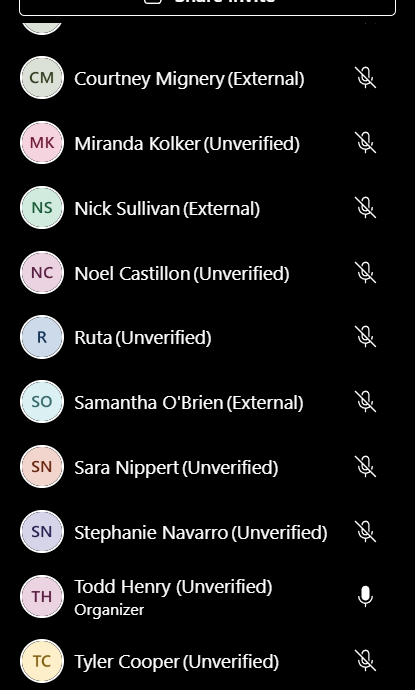 Share invite
CM Courtney Mignery (External)
MK Miranda Kolker (Unverified)
NS Nick Sullivan (External)
NC Noel Castillon (Unverified)
R Ruta (Unverified)
SO Samantha O'Brien (External)
SN Sara Nippert (Unverified)
SN Stephanie Navarro (Unverified)
TH Todd Henry (Unverified)
Organizer
TC Tyler Cooper (Unverified)